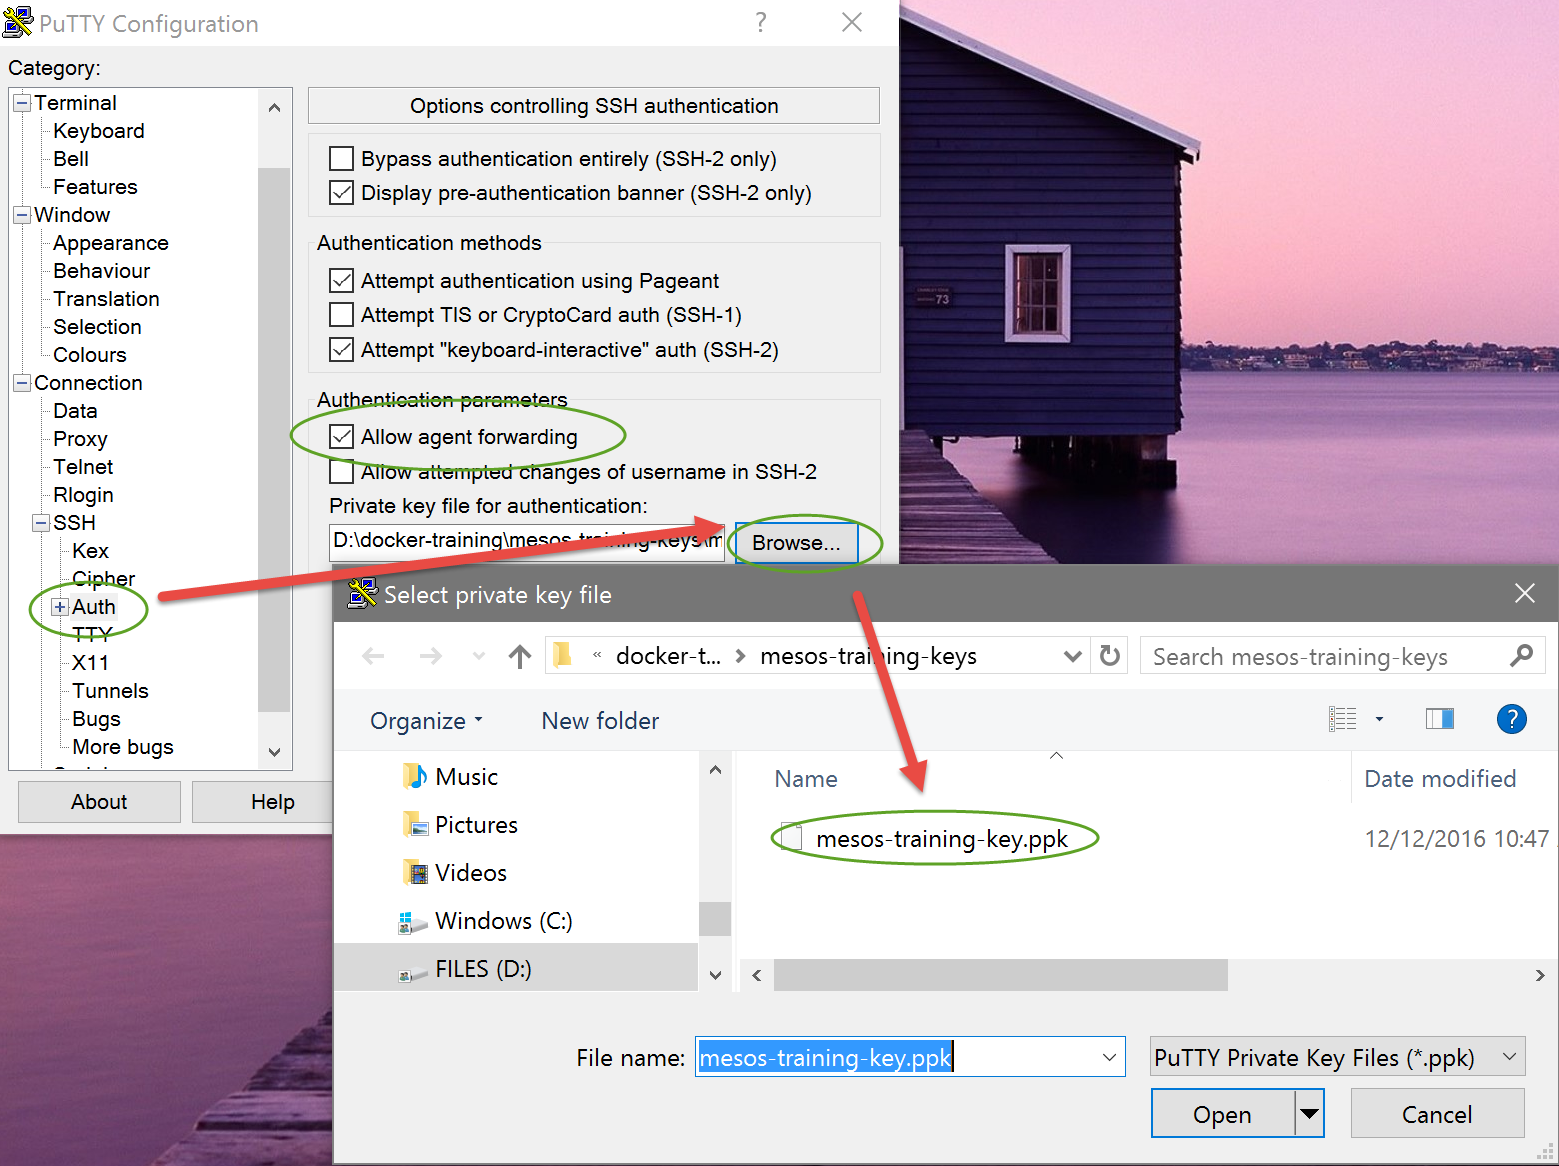 PuTTY Configuration
?
Category:
Terminal
Keyboard
Bell
Features
Window
Appearance
Behaviour
Translation
Selection
Colours
Connection
Data
Proxy
Telnet
Rlogin
SSH
Kex
Cipher
Auth
TTY
X11
Tunnels
Bugs
More bugs
About
Help
Options controlling SSH authentication
Bypass authentication entirely (SSH-2 only)
Display pre-authentication banner (SSH-2 only)
Authentication methods
Attempt authentication using Pageant
Attempt TIS or CryptoCard auth (SSH-1)
Attempt "keyboard-interactive" auth (SSH-2)
Authentication parameters
Allow agent forwarding
Allow attempted changes of username in SSH-2
Private key file for authentication:
D:\docker-training\mesos-training-keys\m
Browse...
73
Select private key file
« docker-t... > mesos-training-keys
Search mesos-training-keys
Organize
New folder
?
Music
Pictures
Videos
Windows (C:)
FILES (D:)
Name
Date modified
mesos-training-key.ppk
12/12/2016 10:47
File name:
mesos-training-key.ppk
PuTTY Private Key Files (*.ppk)
Open
Cancel